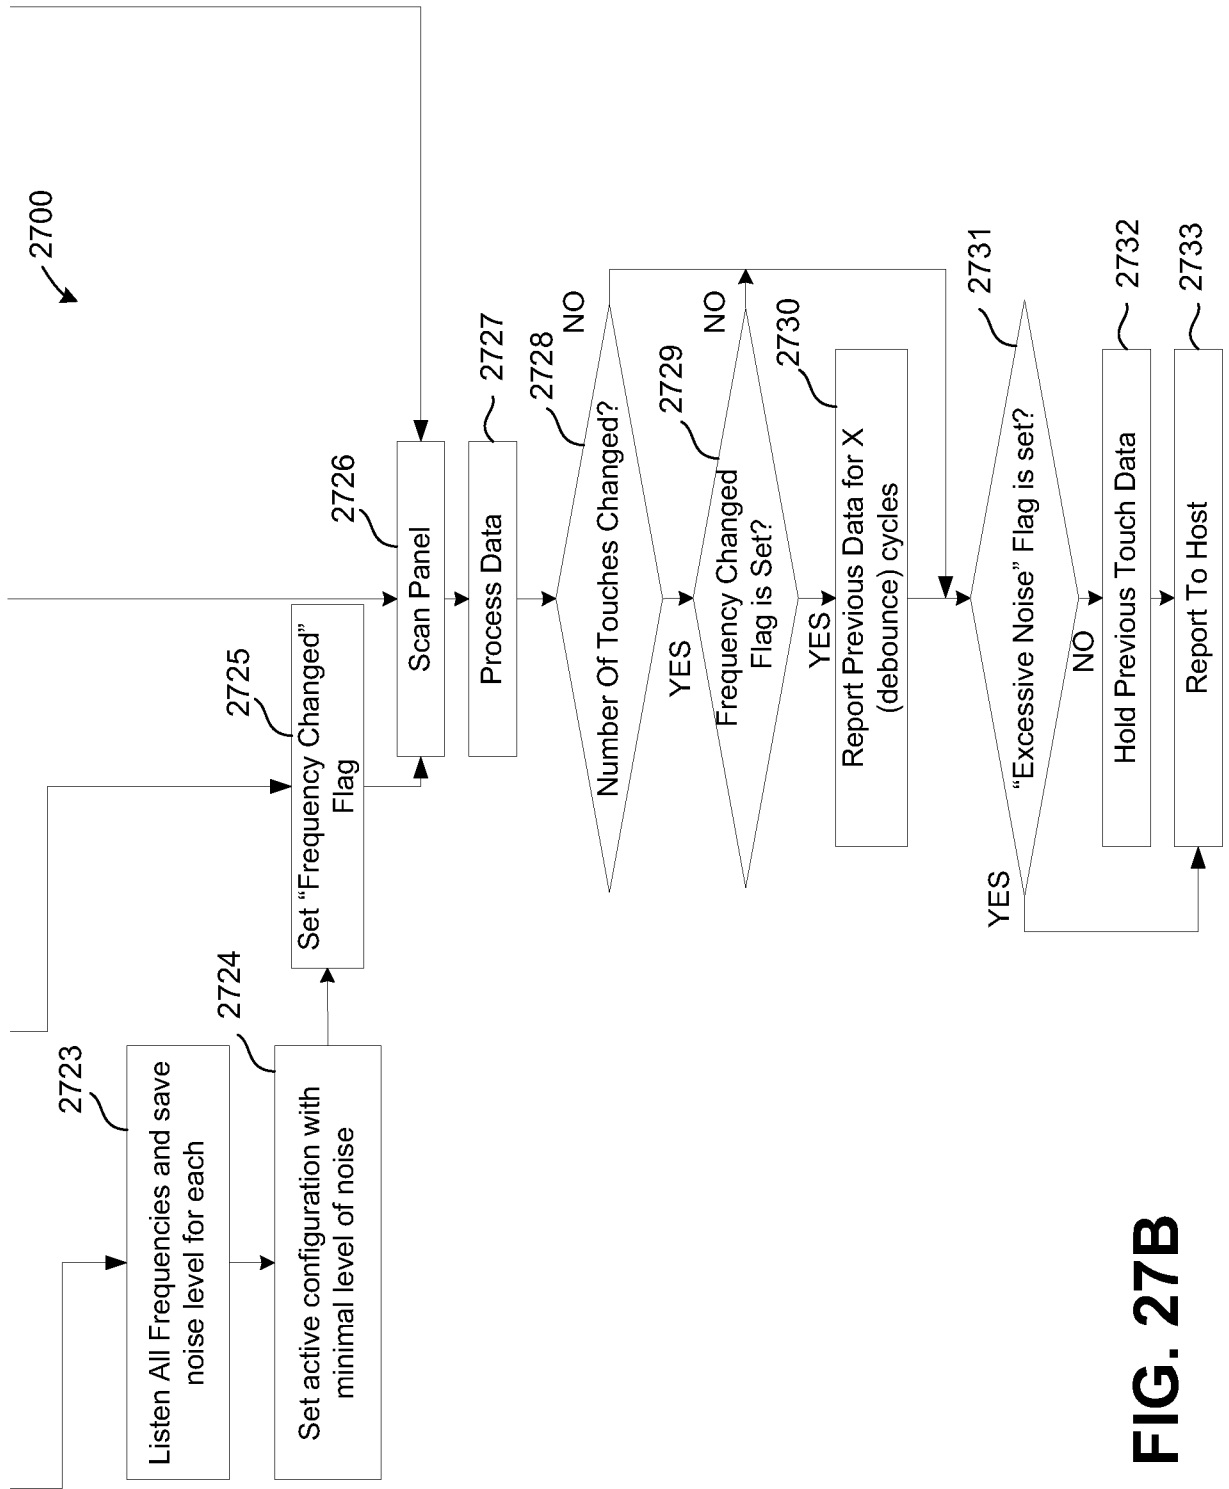 2700
2723
Listen All Frequencies and save
noise level for each
2724
Set active configuration with
minimal level of noise
2725
Set “Frequency Changed”
Flag
2726
Scan Panel
2727
Process Data
2728
Number Of Touches Changed?
NO
YES
2729
Frequency Changed
Flag is Set?
NO
YES
2730
Report Previous Data for X
(debounce) cycles
2731
“Excessive Noise” Flag is set?
YES
NO
2732
Hold Previous Touch Data
2733
Report To Host
FIG. 27B